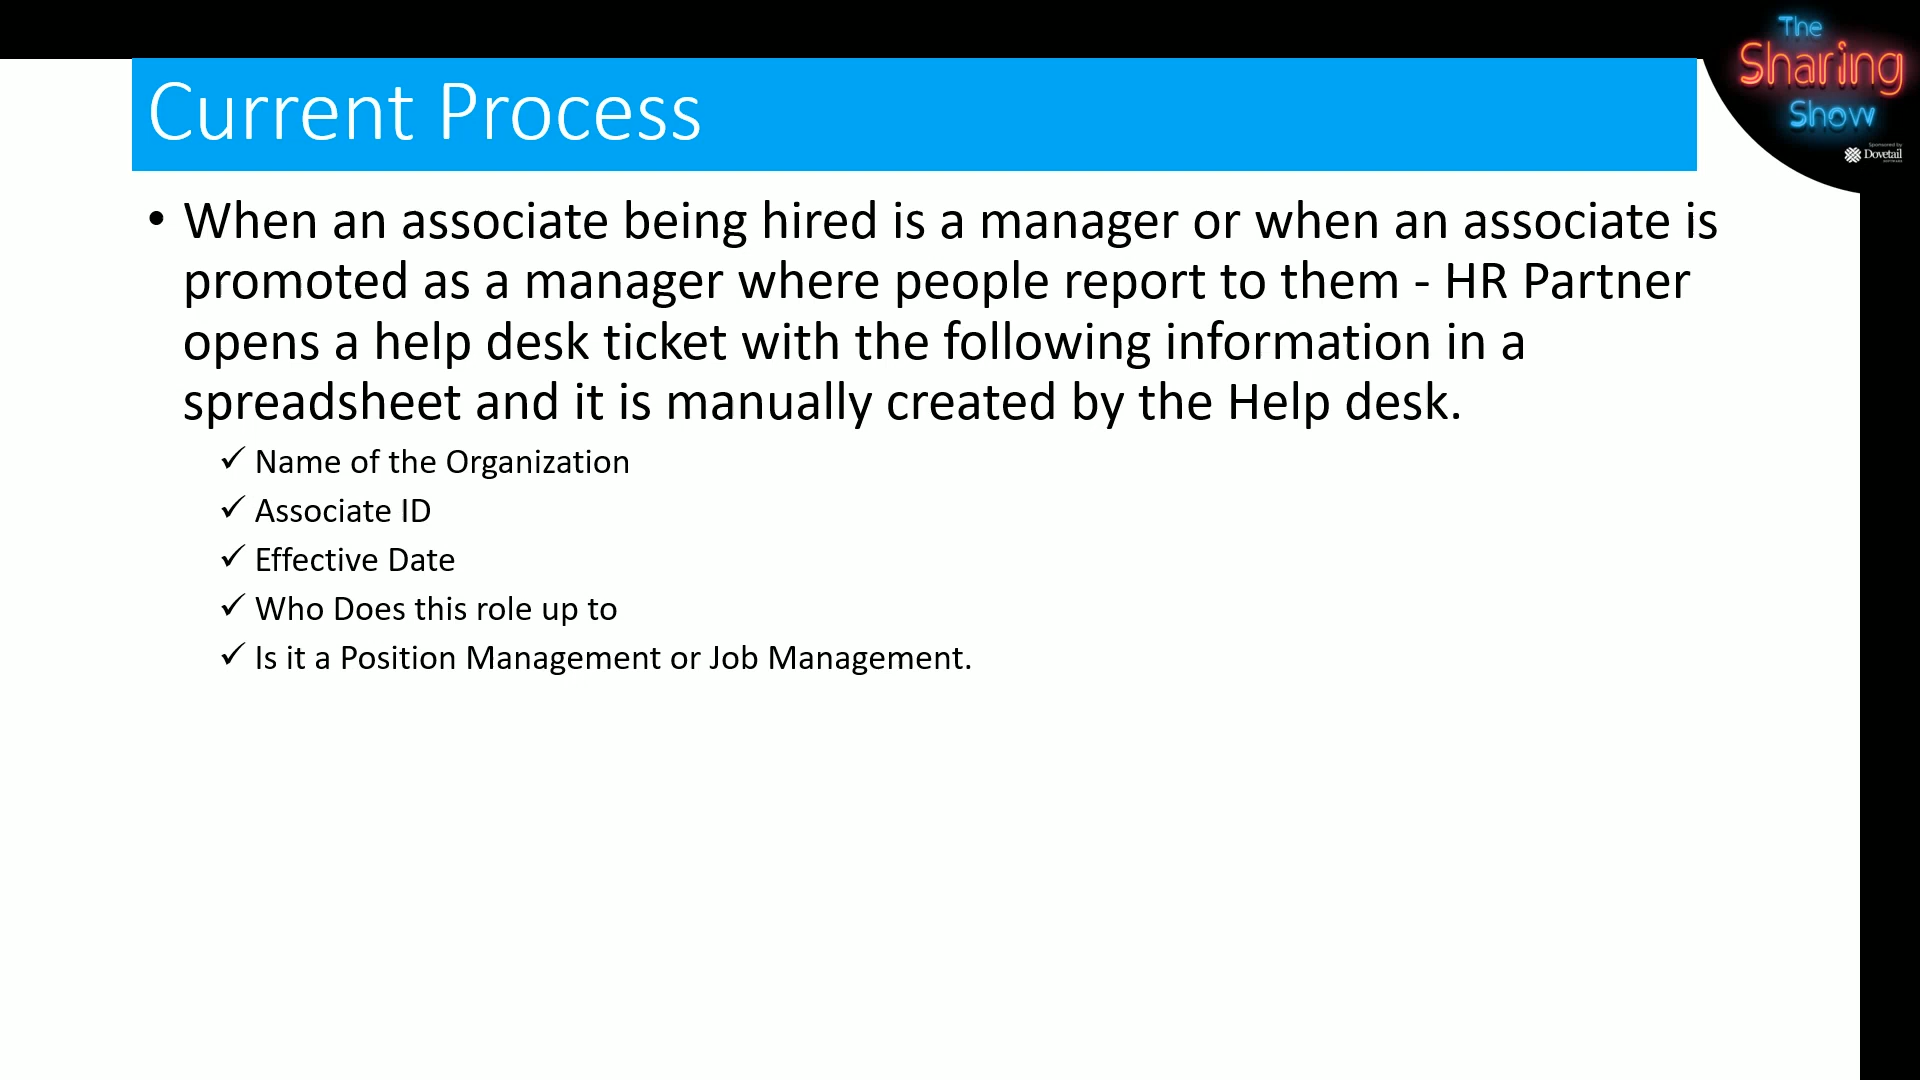 The
Sharing
Show
Sponsored by
Dovetail
SOFTWARE
Current Process
• When an associate being hired is a manager or when an associate is
promoted as a manager where people report to them - HR Partner
opens a help desk ticket with the following information in a
spreadsheet and it is manually created by the Help desk.
✓ Name of the Organization
✓ Associate ID
✓ Effective Date
✓ Who Does this role up to
✓ Is it a Position Management or Job Management.